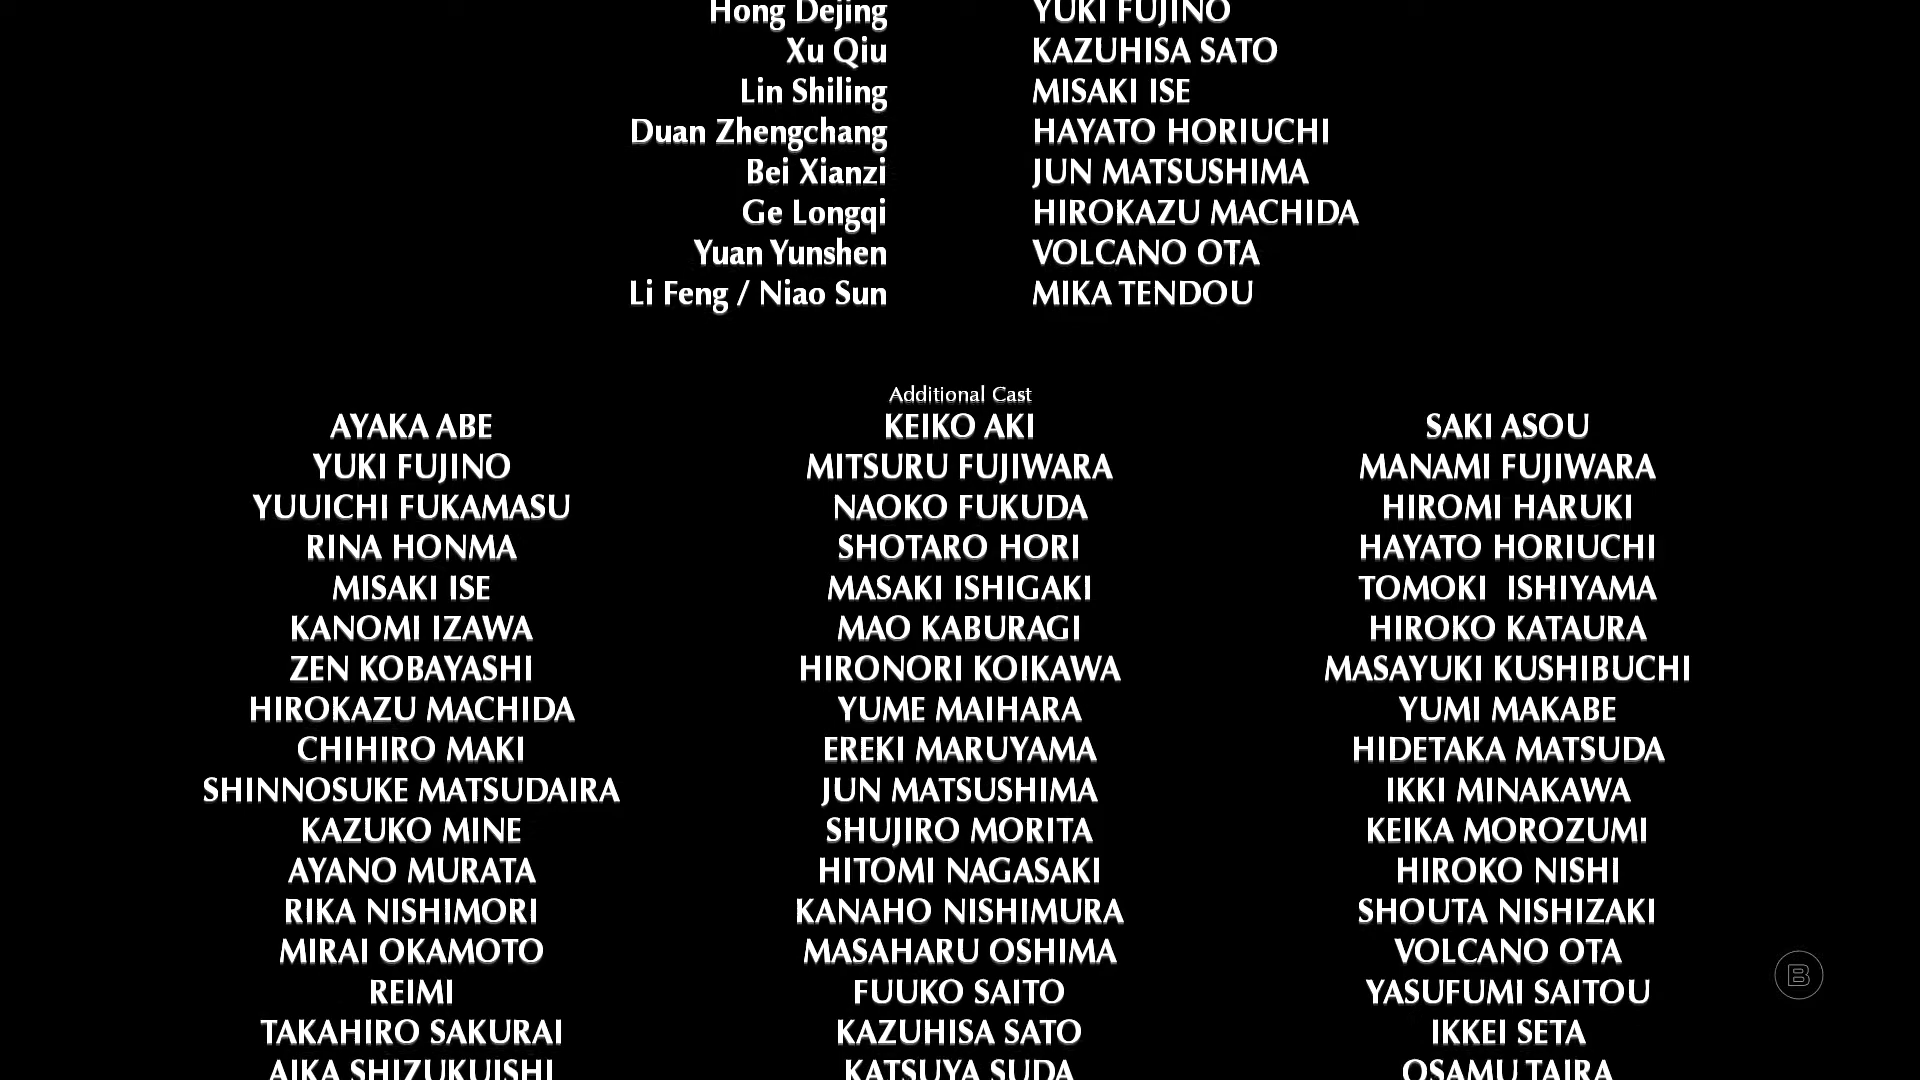 Hong Dejing YUKI FUJINO
Xu Qiu KAZUHISA SATO
Lin Shiling MISAKI ISE
Duan Zhengchang HAYATO HORIUCHI
Bei Xianzi JUN MATSUSHIMA
Ge Longqi HIROKAZU MACHIDA
Yuan Yunshen VOLCANO OTA
Li Feng / Niao Sun MIKA TENDOU
Additional Cast
AYAKA ABE KEIKO AKI SAKI ASOU
YUKI FUJINO MITSURU FUJIWARA MANAMI FUJIWARA
YUUICHI FUKAMASU NAOKO FUKUDA HIROMI HARUKI
RINA HONMA SHOTARO HORI HAYATO HORIUCHI
MISAKI ISE MASAKI ISHIGAKI TOMOKI ISHIYAMA
KANOMI IZAWA MAO KABURAGI HIROKO KATAURA
ZEN KOBAYASHI HIRONORI KOIKAWA MASAYUKI KUSHIBUCHI
HIROKAZU MACHIDA YUME MAIHARA YUMI MAKABE
CHIHIRO MAKI EREKI MARUYAMA HIDETAKA MATSUDA
SHINNOSUKE MATSUDAIRA JUN MATSUSHIMA IKKI MINAKAWA
KAZUKO MINE SHUJIRO MORITA KEIKA MOROZUMI
AYANO MURATA HITOMI NAGASAKI HIROKO NISHI
RIKA NISHIMORI KANAHO NISHIMURA SHOUTA NISHIZAKI
MIRAI OKAMOTO MASAHARU OSHIMA VOLCANO OTA
REIMI FUUKO SAITO YASUFUMI SAITOU
TAKAHIRO SAKURAI KAZUHISA SATO IKKEI SETA
AIKA SHIZUKUISHI KATSUYA SUDA OSAMU TAIRA
B